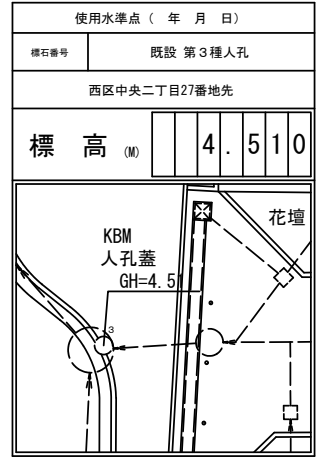 使用水準点(　年　月　日)
標石番号 既設 第3種人孔
西区中央二丁目27番地先
標高 (M) 4.510
花壇
KBM
人孔蓋
GH=4.51
3